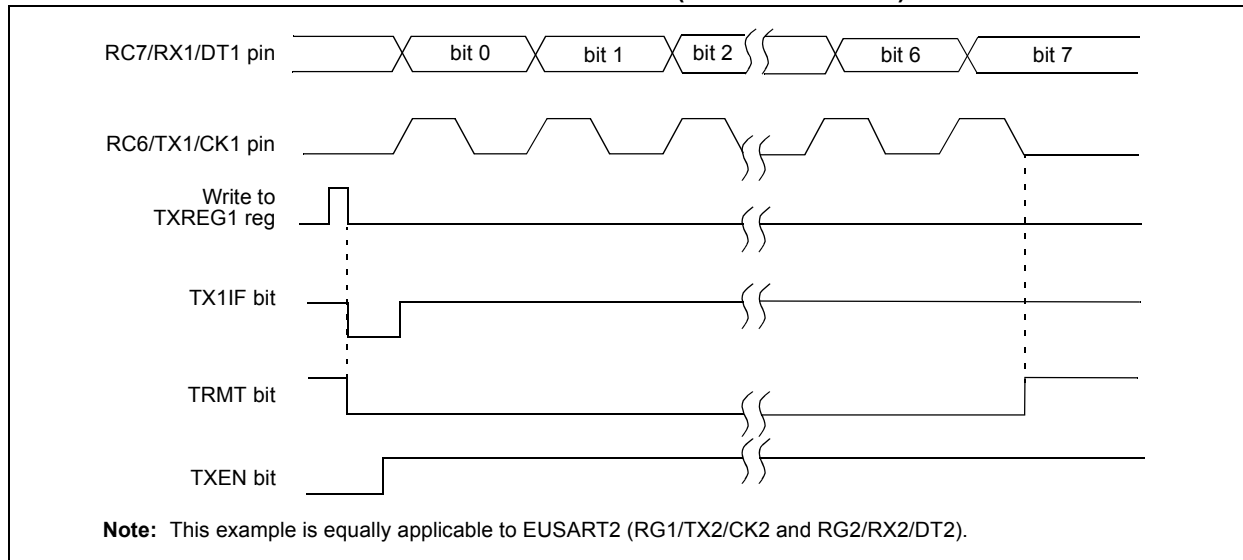 RC7/RX1/DT1 pin
bit 0
bit 1
bit 2
bit 6
bit 7
RC6/TX1/CK1 pin
Write to
TXREG1 reg
TX1IF bit
TRMT bit
TXEN bit
Note: This example is equally applicable to EUSART2 (RG1/TX2/CK2 and RG2/RX2/DT2).